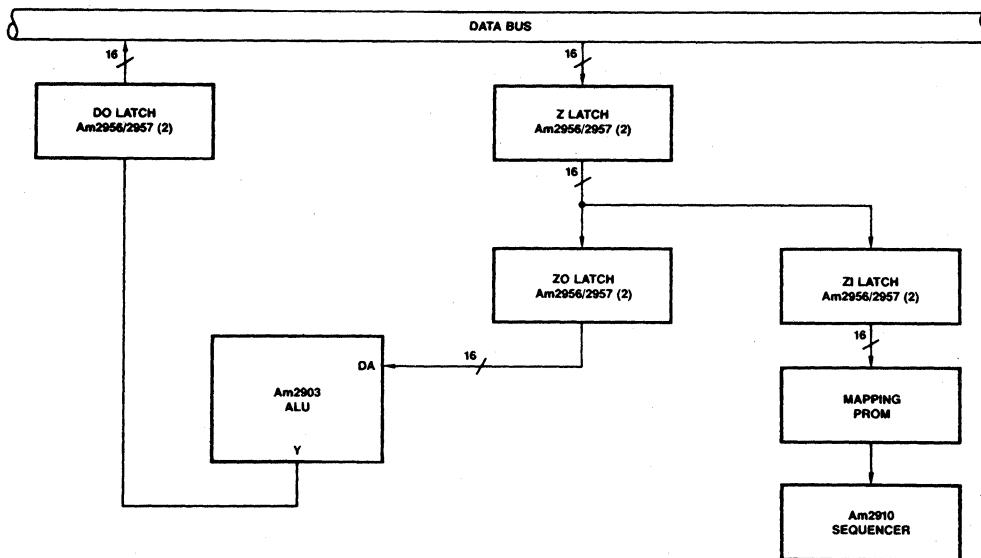 DATA BUS
16
16
DO LATCH
Am2956/2957 (2)
Z LATCH
Am2956/2957 (2)
16
ZO LATCH
Am2956/2957 (2)
ZI LATCH
Am2956/2957 (2)
16
DA
16
Am2903
ALU
Y
MAPPING
PROM
Am2910
SEQUENCER